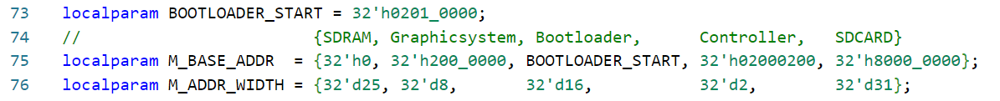 73 localparam BOOTLOADER_START = 32'h0201_0000;
74 // {SDRAM, Graphicsystem, Bootloader, Controller, SDCARD}
75 localparam M_BASE_ADDR = {32'h0, 32'h200_0000, BOOTLOADER_START, 32'h02000200, 32'h8000_0000};
76 localparam M_ADDR_WIDTH = {32'd25, 32'd8, 32'd16, 32'd2, 32'd31};